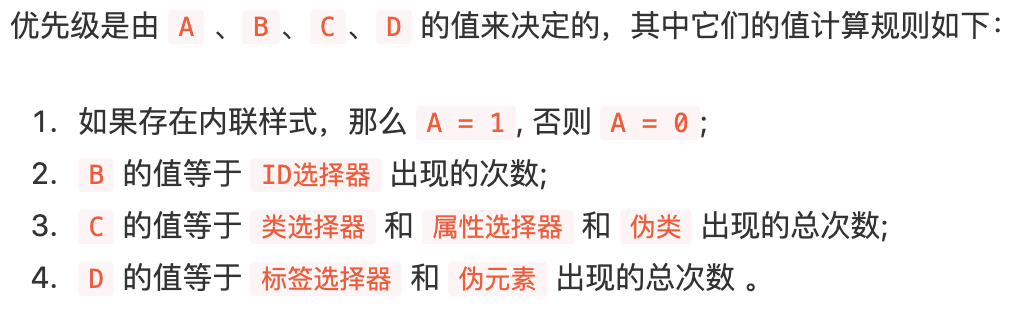 优先级是由 A 、B、C、D 的值来决定的，其中它们的值计算规则如下：
1. 如果存在内联样式，那么 A = 1, 否则 A = 0;
2. B 的值等于 ID选择器 出现的次数;
3. C 的值等于 类选择器 和 属性选择器 和 伪类 出现的总次数;
4. D 的值等于 标签选择器 和 伪元素 出现的总次数 。